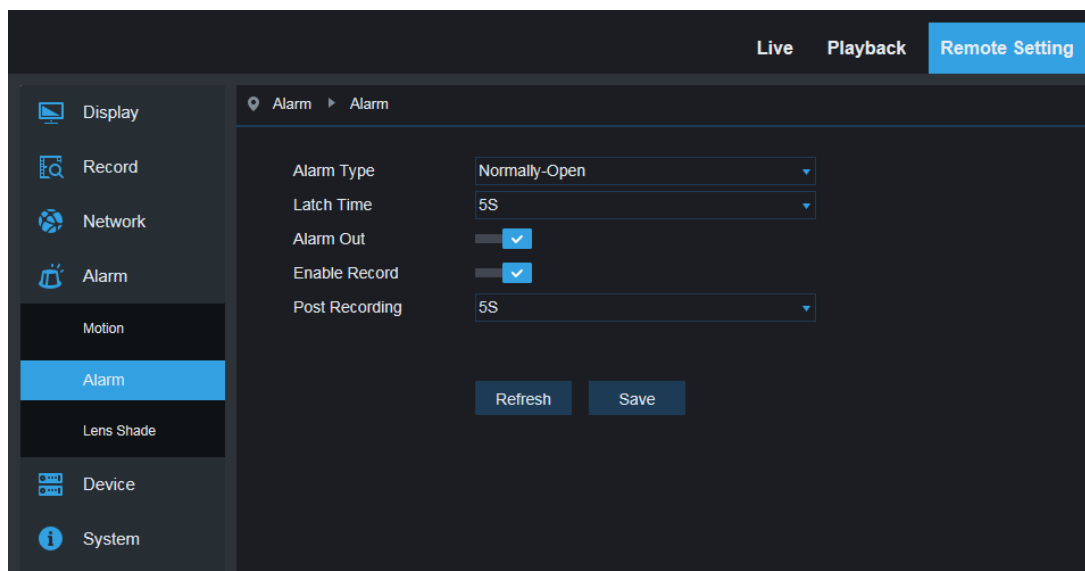 Live Playback Remote Setting
Display
Record
Network
Alarm
Motion
Alarm
Lens Shade
Device
System
Alarm Alarm
Alarm Type Normally-Open
Latch Time 5S
Alarm Out
Enable Record
Post Recording 5S
Refresh Save